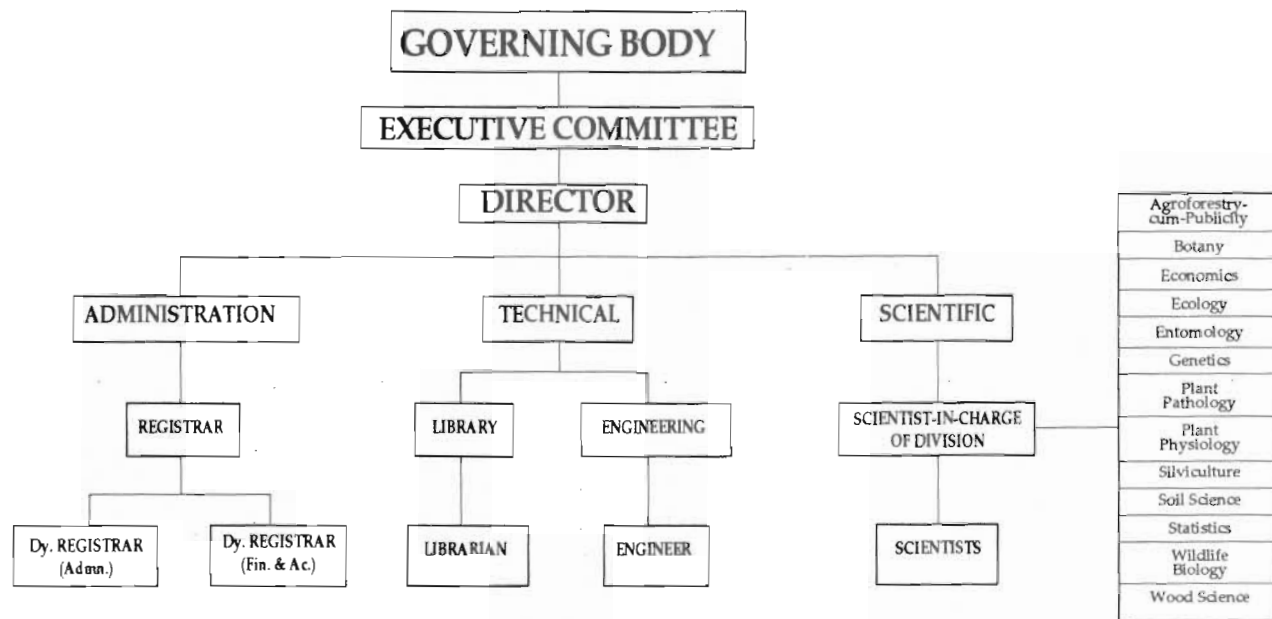 GOVERNING BODY
EXECUTIVE COMMITTEE
DIRECTOR
ADMINISTRATION
TECHNICAL
SCIENTIFIC
REGISTRAR
LIBRARY
ENGINEERING
SCIENTIST-IN-CHARGE
OF DIVISION
Dy. REGISTRAR
(Admn.)
Dy. REGISTRAR
(Fin. & Ac.)
LIBRARIAN
ENGINEER
SCIENTISTS
Agroforestry-
cum-Publicity
Botany
Economics
Ecology
Entomology
Genetics
Plant
Pathology
Plant
Physiology
Silviculture
Soil Science
Statistics
Wildlife
Biology
Wood Science